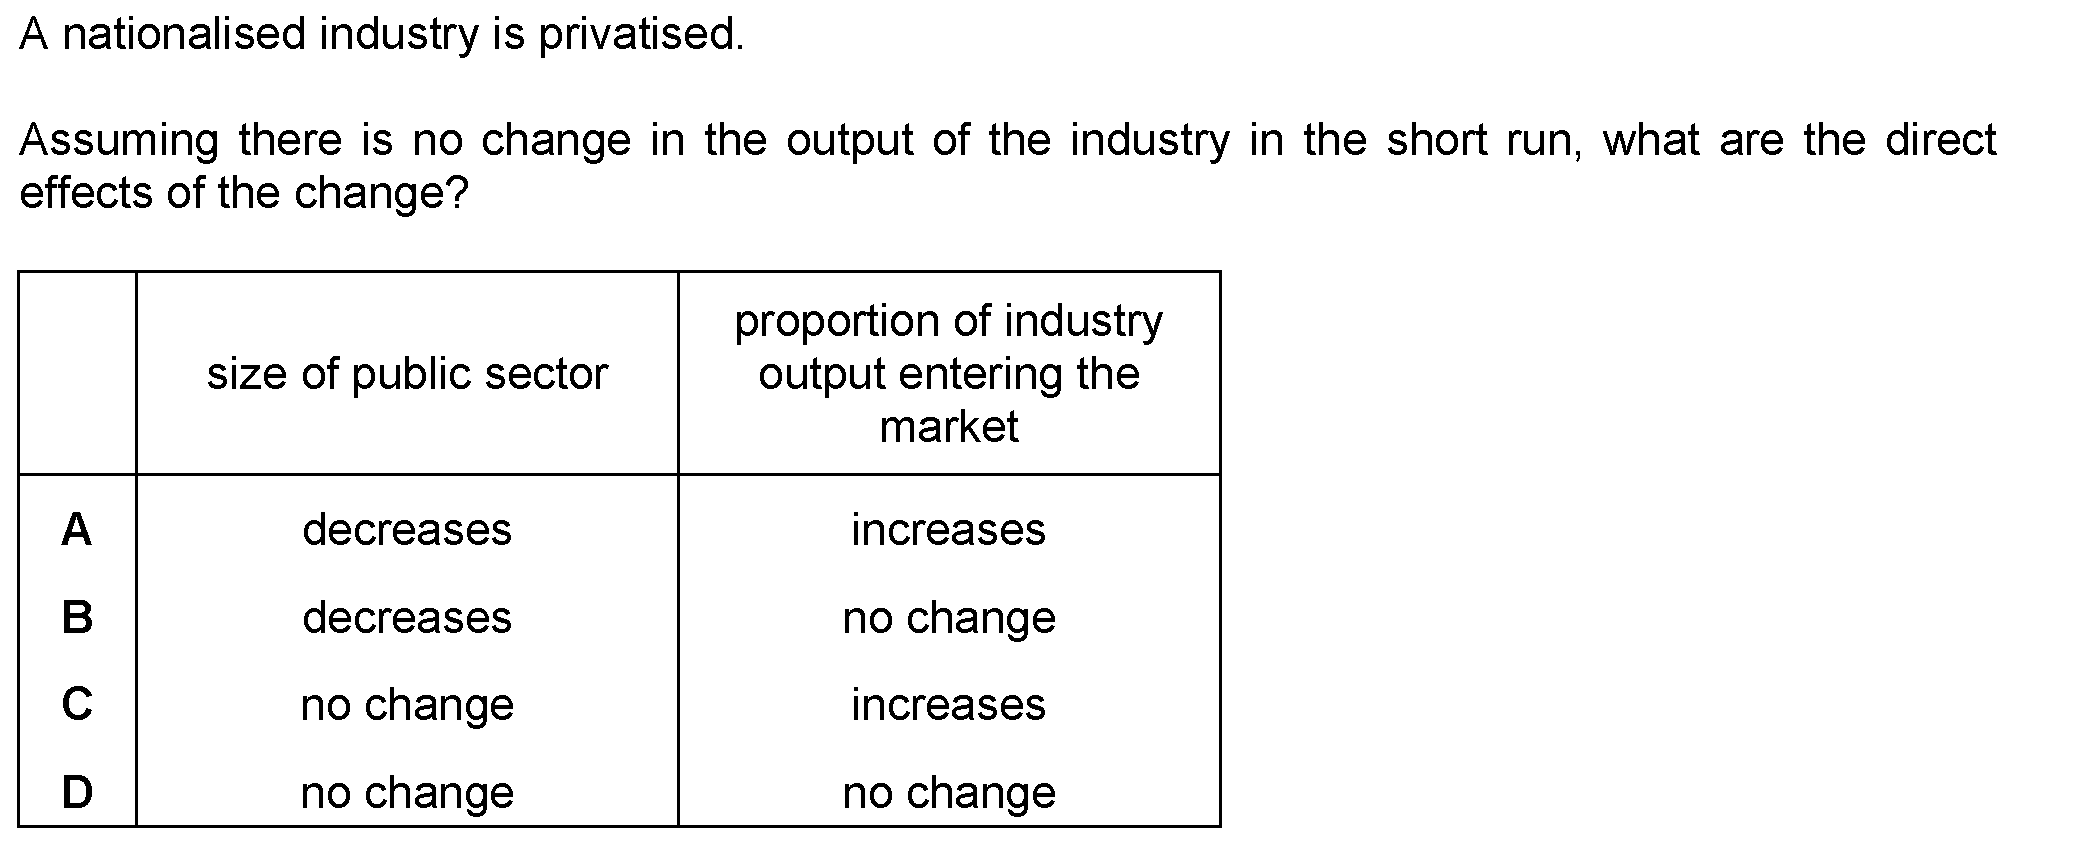 A nationalised industry is privatised.
Assuming there is no change in the output of the industry in the short run, what are the direct
effects of the change?
size of public sector
proportion of industry
output entering the
market
A decreases increases
B decreases no change
C no change increases
D no change no change